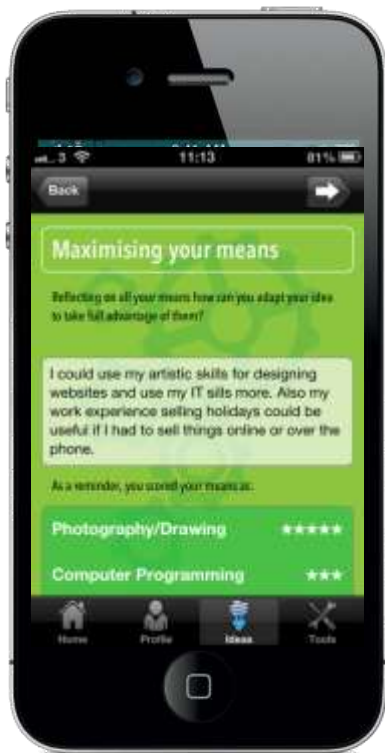 3 11:13 81%
Back
Maximising your means
Reflecting on all your means how can you adapt your idea
to take full advantage of them?
I could use my artistic skills for designing
websites and use my IT sills more. Also my
work experience selling holidays could be
useful if I had to sell things online or over the
phone.
As a reminder, you scored your means as:
Photography/Drawing ★★★★★
Computer Programming ★★★
Home Profile Ideas Tools